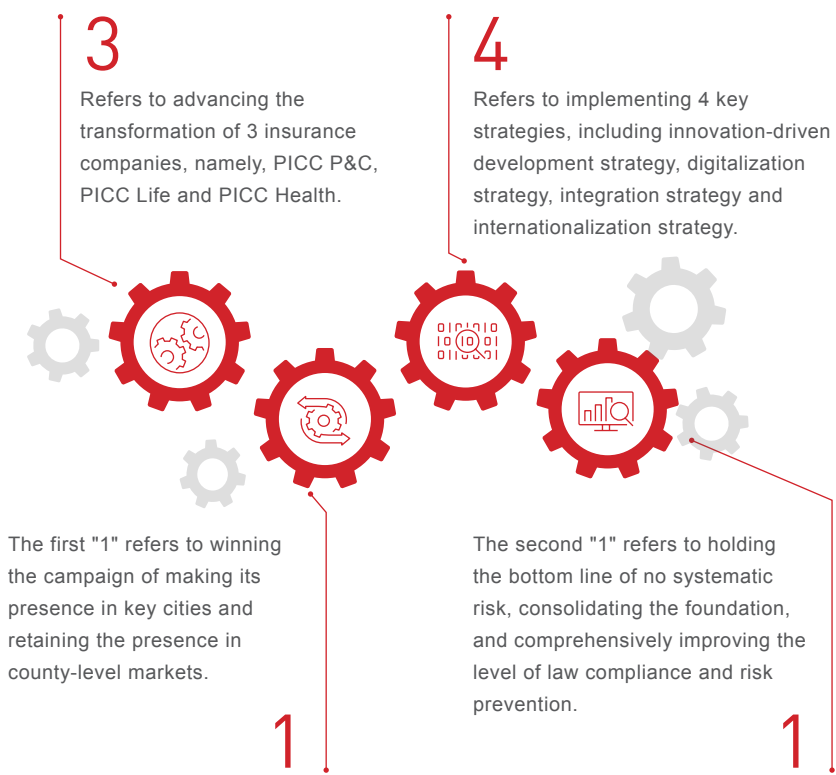 3
Refers to advancing the
transformation of 3 insurance
companies, namely, PICC P&C,
PICC Life and PICC Health.
4
Refers to implementing 4 key
strategies, including innovation-driven
development strategy, digitalization
strategy, integration strategy and
internationalization strategy.
The first "1" refers to winning
the campaign of making its
presence in key cities and
retaining the presence in
county-level markets.
1
The second "1" refers to holding
the bottom line of no systematic
risk, consolidating the foundation,
and comprehensively improving the
level of law compliance and risk
prevention.
1